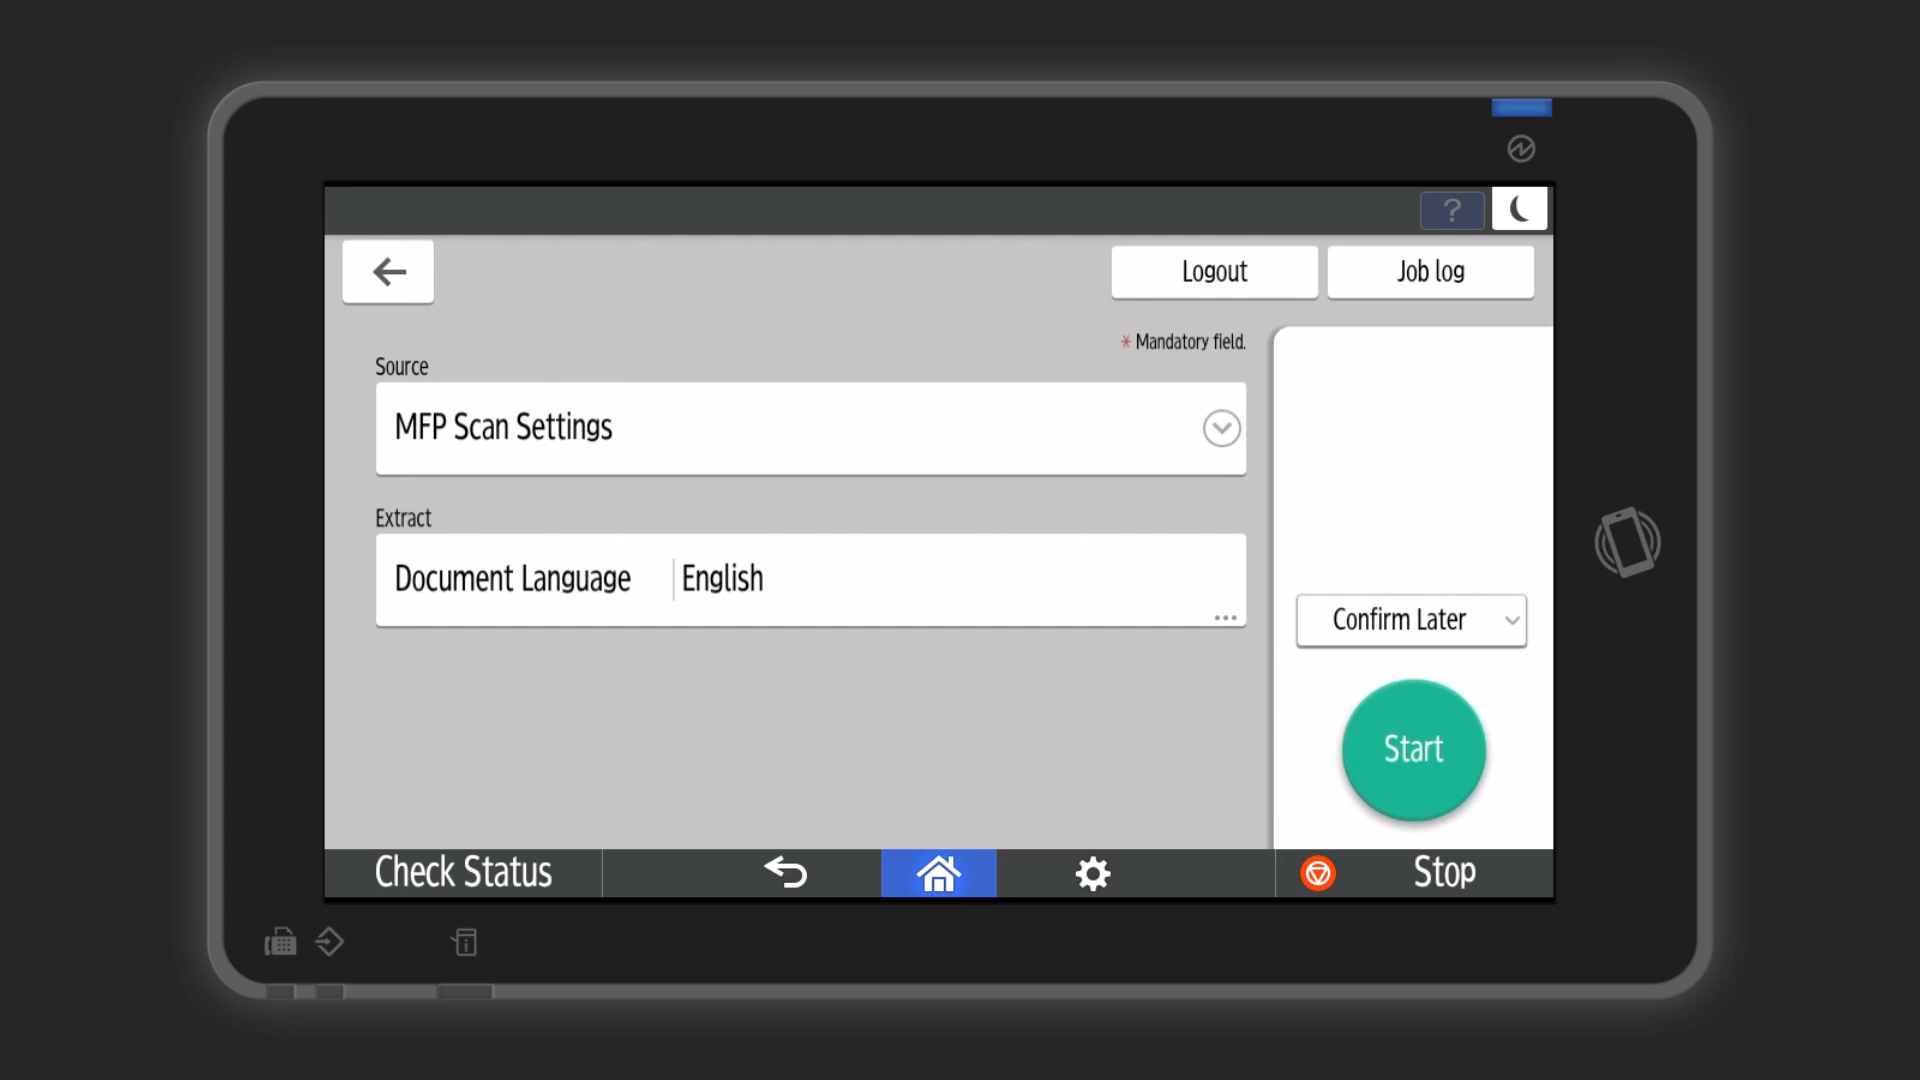 ?
Logout
Job log
* Mandatory field.
Source
MFP Scan Settings
Extract
Document Language English
...
Confirm Later
Start
Check Status
Stop